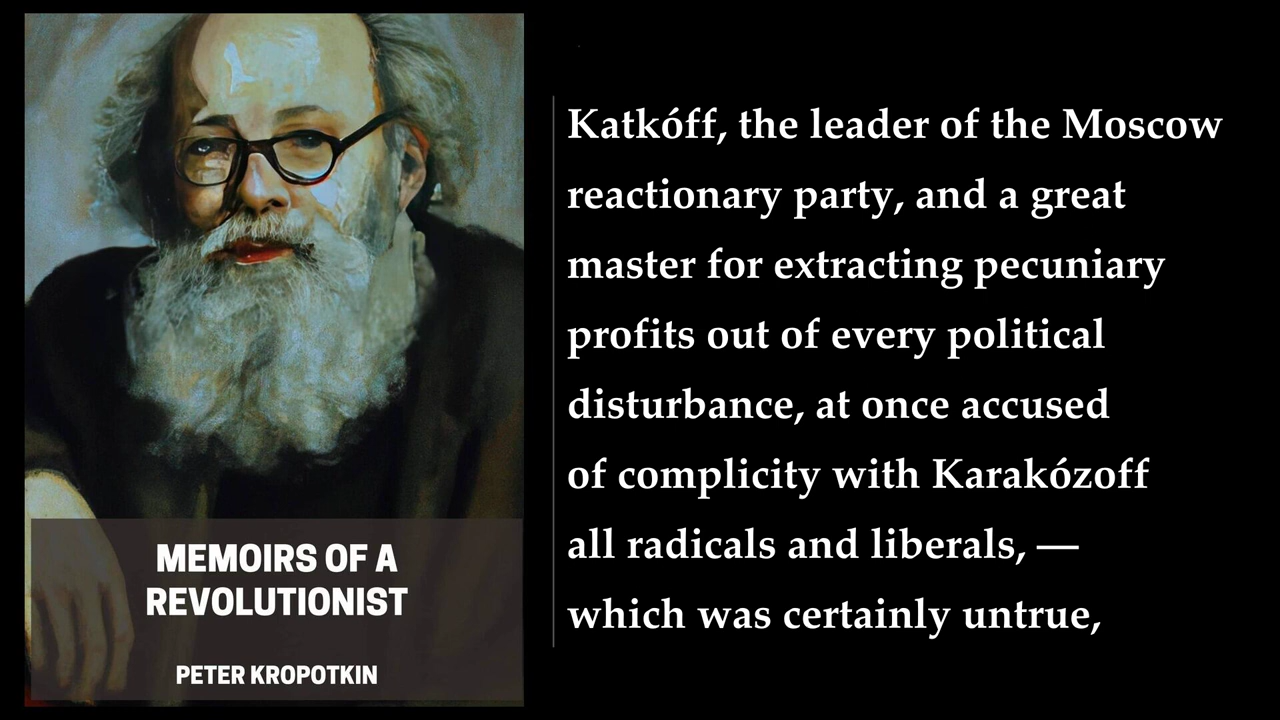 MEMOIRS OF A
REVOLUTIONIST
PETER KROPOTKIN
Katkóff, the leader of the Moscow
reactionary party, and a great
master for extracting pecuniary
profits out of every political
disturbance, at once accused
of complicity with Karakózoff
all radicals and liberals, —
which was certainly untrue,